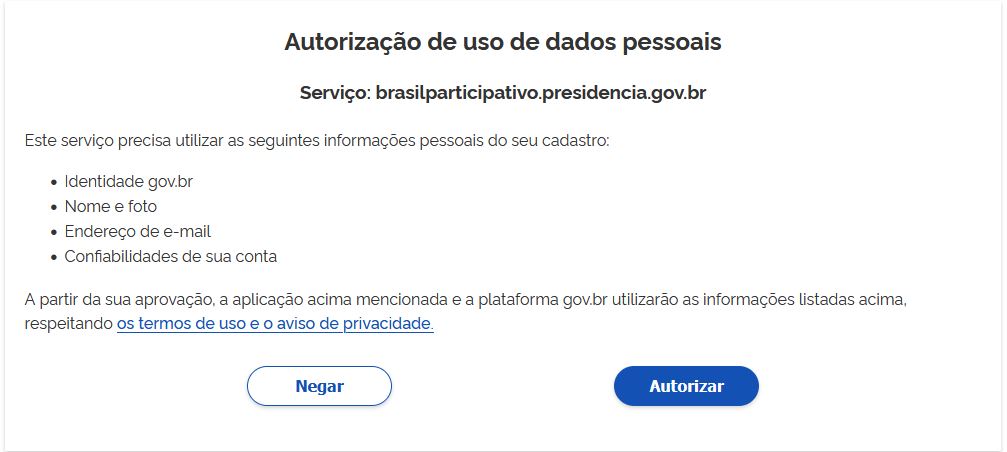 Autorização de uso de dados pessoais
Serviço: brasilparticipativo.presidencia.gov.br
Este serviço precisa utilizar as seguintes informações pessoais do seu cadastro:
• Identidade gov.br
• Nome e foto
• Endereço de e-mail
• Confiabilidades de sua conta
A partir da sua aprovação, a aplicação acima mencionada e a plataforma gov.br utilizarão as informações listadas acima,
respeitando os termos de uso e o aviso de privacidade.
Negar
Autorizar